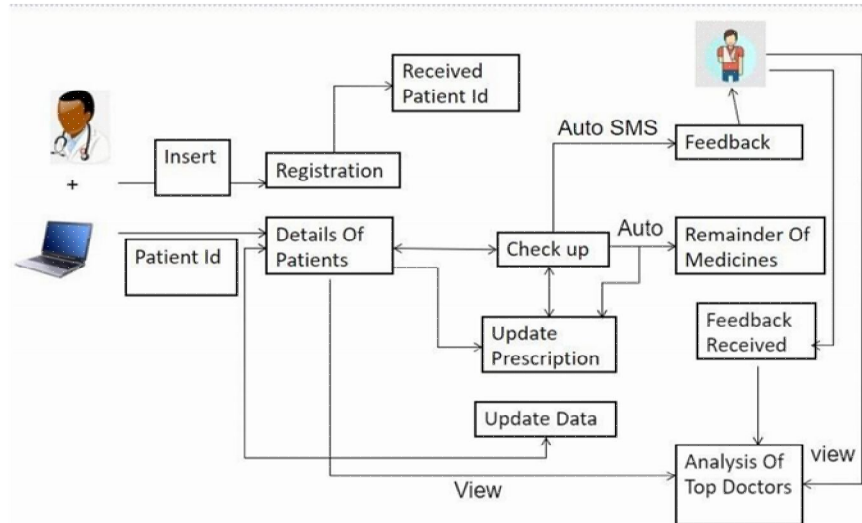 Received
Patient Id
Auto SMS
Feedback
Insert
Registration
+
Patient Id
Details Of
Patients
Auto
Check up
Remainder Of
Medicines
Update
Prescription
Feedback
Received
Update Data
View
Analysis Of
Top Doctors
view